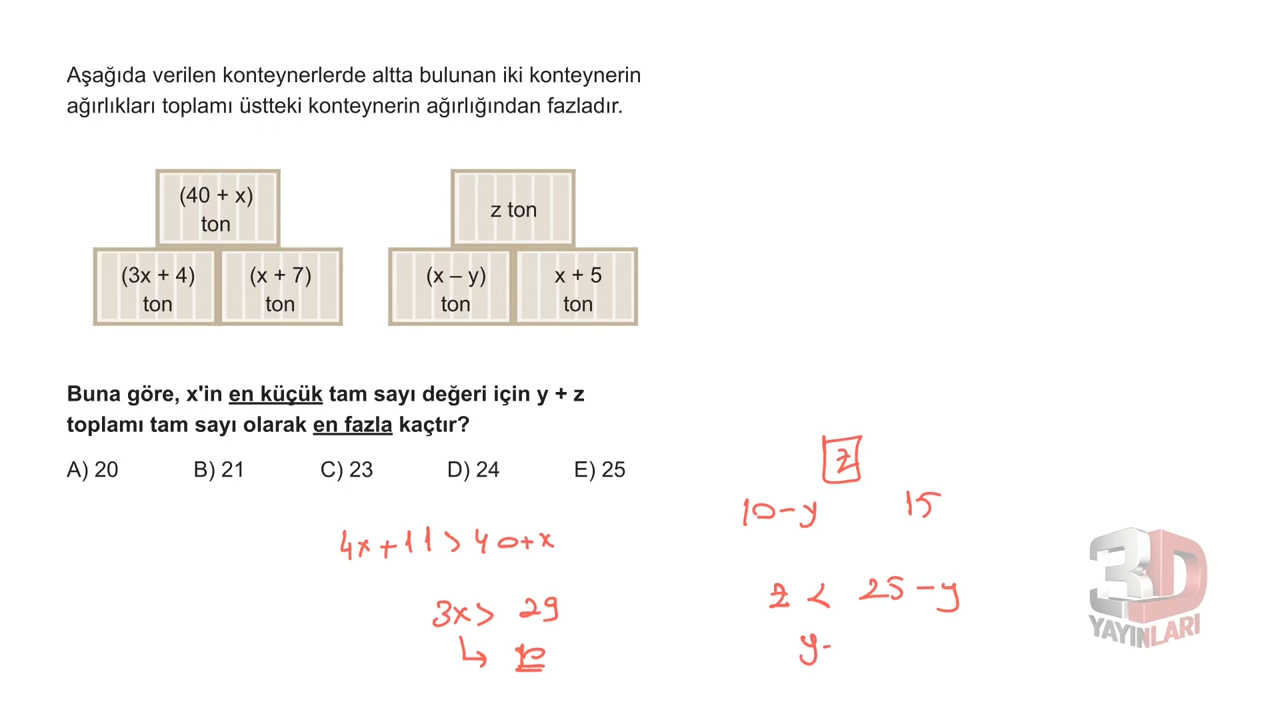 Aşağıda verilen konteynerlerde altta bulunan iki konteynerin
ağırlıkları toplamı üstteki konteynerin ağırlığından fazladır.
(40 + x)
ton
(3x + 4)
ton
(x + 7)
ton
z ton
(x – y)
ton
x + 5
ton
Buna göre, x'in en küçük tam sayı değeri için y + z
toplamı tam sayı olarak en fazla kaçtır?
A) 20 B) 21 C) 23 D) 24 E) 25
4x + 11 > 40+x
3x > 29
↳ 10
z
10-y 15
z < 25-y
y-
3D
YAYINLARI